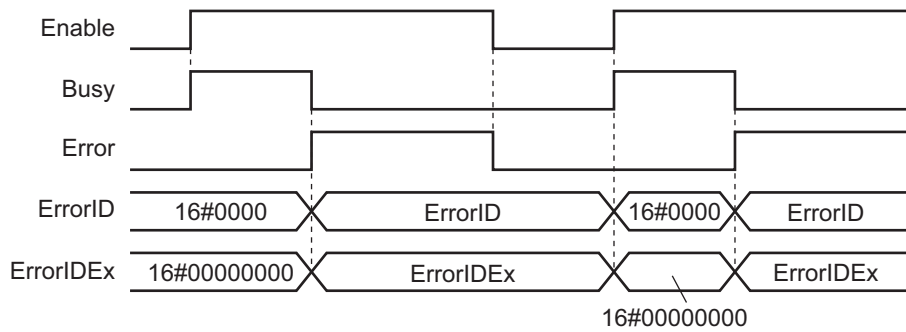 Enable
Busy
Error
ErrorID 16#0000 ErrorID 16#0000 ErrorID
ErrorIDEx 16#00000000 ErrorIDEx ErrorIDEx
16#00000000